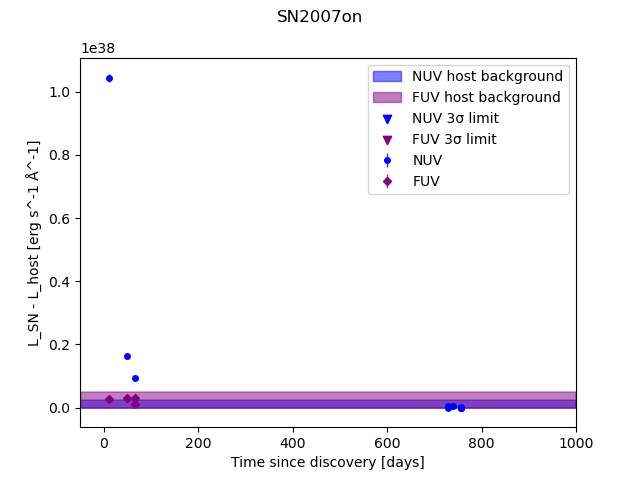 SN2007on
1e38
L_SN - L_host [erg s^-1 Å^-1]
1.0
0.8
0.6
0.4
0.2
0.0
NUV host background
FUV host background
NUV 3σ limit
FUV 3σ limit
NUV
FUV
0 200 400 600 800 1000
Time since discovery [days]